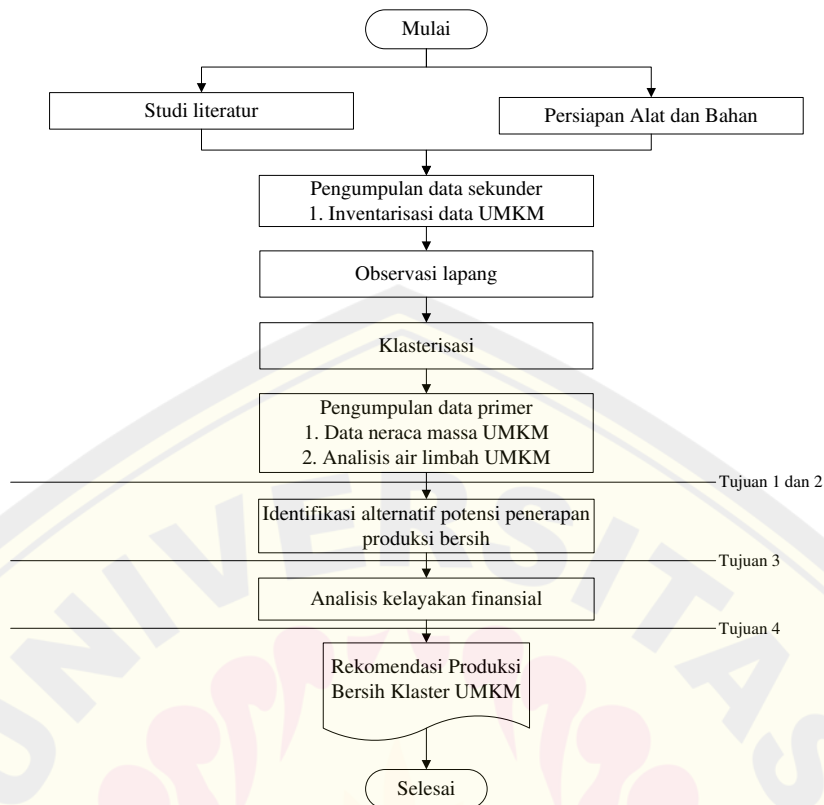 Mulai
Studi literatur
Persiapan Alat dan Bahan
Pengumpulan data sekunder
1. Inventarisasi data UMKM
Observasi lapang
Klasterisasi
Pengumpulan data primer
1. Data neraca massa UMKM
2. Analisis air limbah UMKM
Tujuan 1 dan 2
Identifikasi alternatif potensi penerapan
produksi bersih
Tujuan 3
Analisis kelayakan finansial
Tujuan 4
Rekomendasi Produksi
Bersih Klaster UMKM
Selesai
UNIVERSITAS